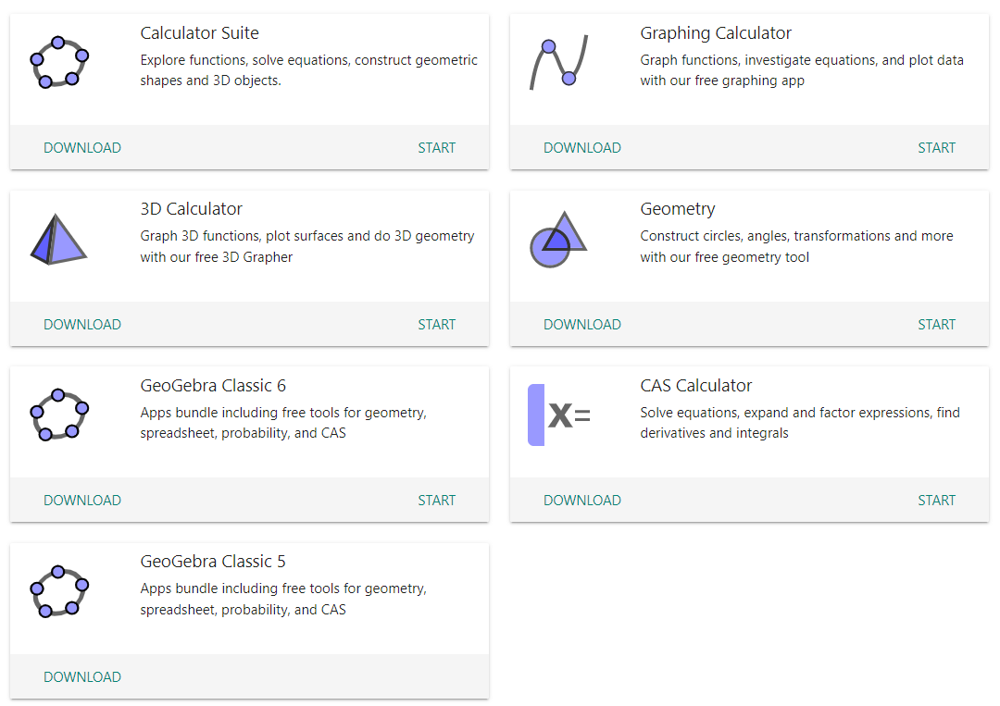 Calculator Suite
Explore functions, solve equations, construct geometric
shapes and 3D objects.
DOWNLOAD
START
Graphing Calculator
Graph functions, investigate equations, and plot data
with our free graphing app
DOWNLOAD
START
3D Calculator
Graph 3D functions, plot surfaces and do 3D geometry
with our free 3D Grapher
DOWNLOAD
START
Geometry
Construct circles, angles, transformations and more
with our free geometry tool
DOWNLOAD
START
GeoGebra Classic 6
Apps bundle including free tools for geometry,
spreadsheet, probability, and CAS
DOWNLOAD
START
X=
CAS Calculator
Solve equations, expand and factor expressions, find
derivatives and integrals
DOWNLOAD
START
GeoGebra Classic 5
Apps bundle including free tools for geometry,
spreadsheet, probability, and CAS
DOWNLOAD